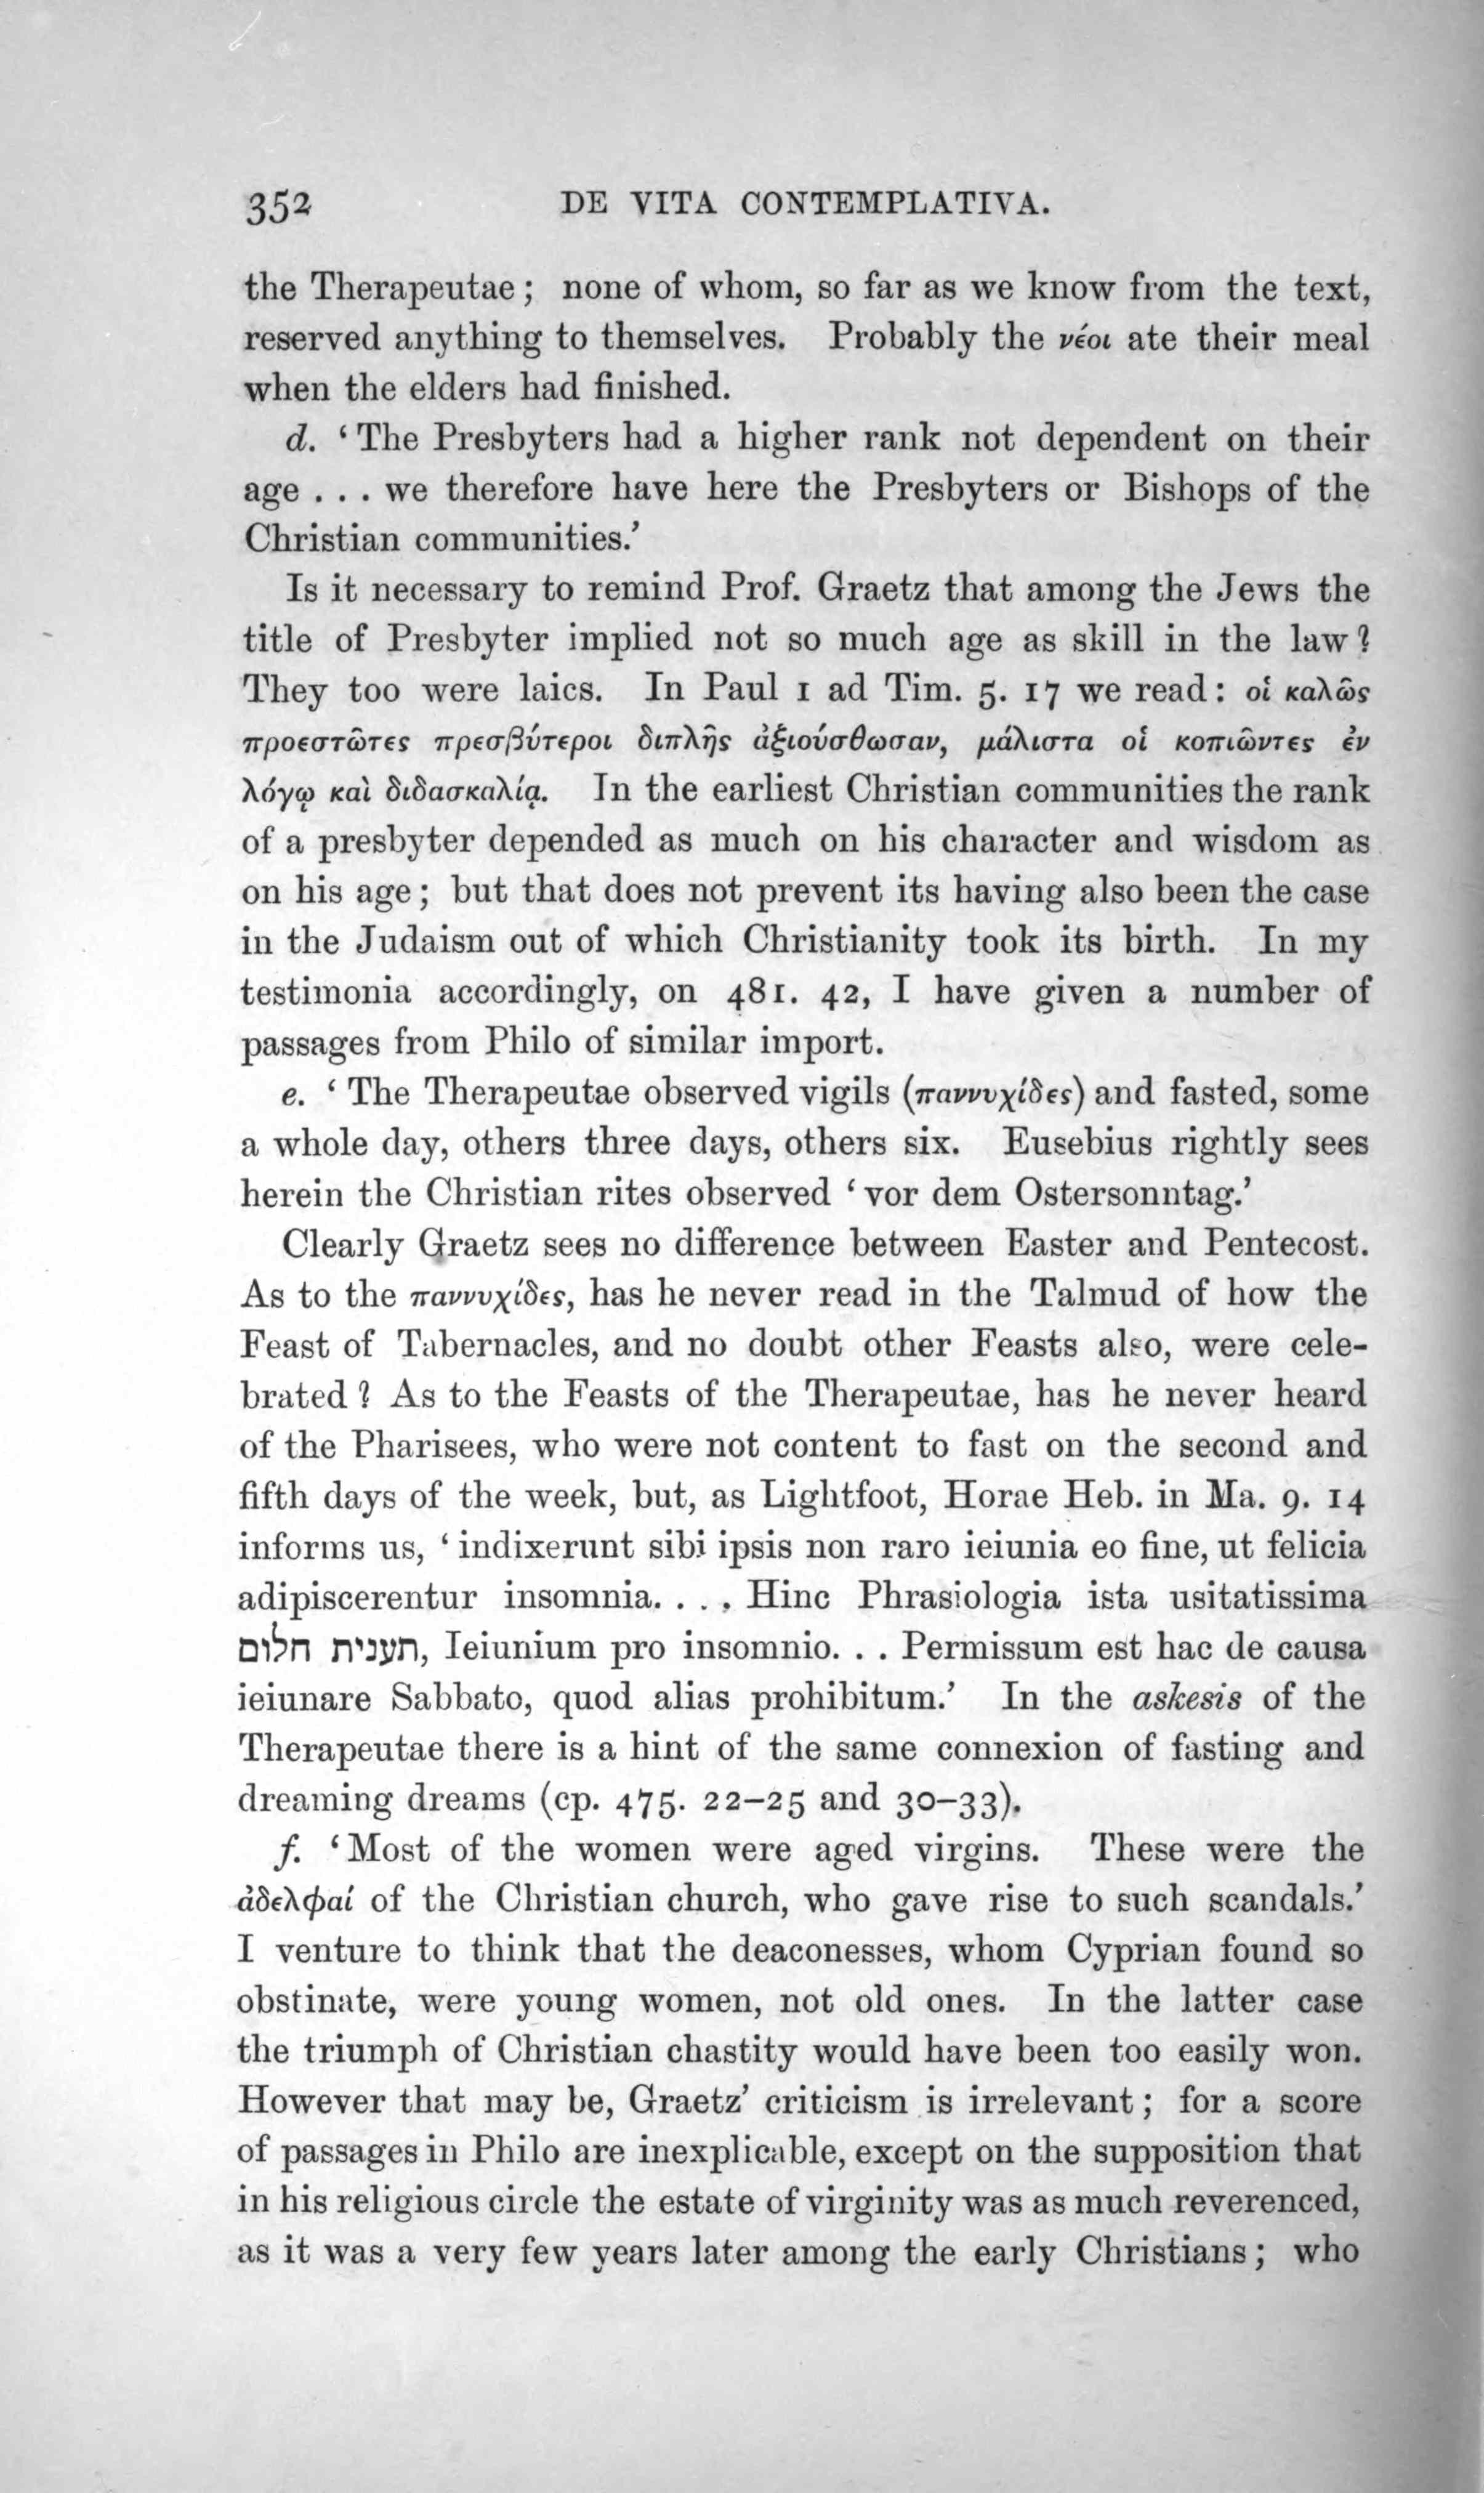 352 DE VITA CONTEMPLATIVA.
the Therapeutae; none of whom, so far as we know from the text,
reserved anything to themselves. Probably the νέοι ate their meal
when the elders had finished.
d. ‘The Presbyters had a higher rank not dependent on their
age . . . we therefore have here the Presbyters or Bishops of the
Christian communities.’
Is it necessary to remind Prof. Graetz that among the Jews the
title of Presbyter implied not so much age as skill in the law?
They too were laics. In Paul 1 ad Tim. 5. 17 we read: οἱ καλῶς
προεστῶτες πρεσβύτεροι διπλῆς ἀξιούσθωσαν, μάλιστα οἱ κοπιῶντες ἐν
λόγῳ καὶ διδασκαλίᾳ. In the earliest Christian communities the rank
of a presbyter depended as much on his character and wisdom as
on his age; but that does not prevent its having also been the case
in the Judaism out of which Christianity took its birth. In my
testimonia accordingly, on 481. 42, I have given a number of
passages from Philo of similar import.
e. ‘The Therapeutae observed vigils (παννυχίδες) and fasted, some
a whole day, others three days, others six. Eusebius rightly sees
herein the Christian rites observed ‘vor dem Ostersonntag.’
Clearly Graetz sees no difference between Easter and Pentecost.
As to the παννυχίδες, has he never read in the Talmud of how the
Feast of Tabernacles, and no doubt other Feasts also, were cele-
brated? As to the Feasts of the Therapeutae, has he never heard
of the Pharisees, who were not content to fast on the second and
fifth days of the week, but, as Lightfoot, Horae Heb. in Ma. 9. 14
informs us, ‘indixerunt sibi ipsis non raro ieiunia eo fine, ut felicia
adipiscerentur insomnia. . . . Hinc Phrasiologia ista usitatissima
תענית חלום, Ieiunium pro insomnio. . . Permissum est hac de causa
ieiunare Sabbato, quod alias prohibitum.’ In the askesis of the
Therapeutae there is a hint of the same connexion of fasting and
dreaming dreams (cp. 475. 22–25 and 30–33).
f. ‘Most of the women were aged virgins. These were the
ἀδελφαί of the Christian church, who gave rise to such scandals.’
I venture to think that the deaconesses, whom Cyprian found so
obstinate, were young women, not old ones. In the latter case
the triumph of Christian chastity would have been too easily won.
However that may be, Graetz’ criticism is irrelevant; for a score
of passages in Philo are inexplicable, except on the supposition that
in his religious circle the estate of virginity was as much reverenced,
as it was a very few years later among the early Christians; who